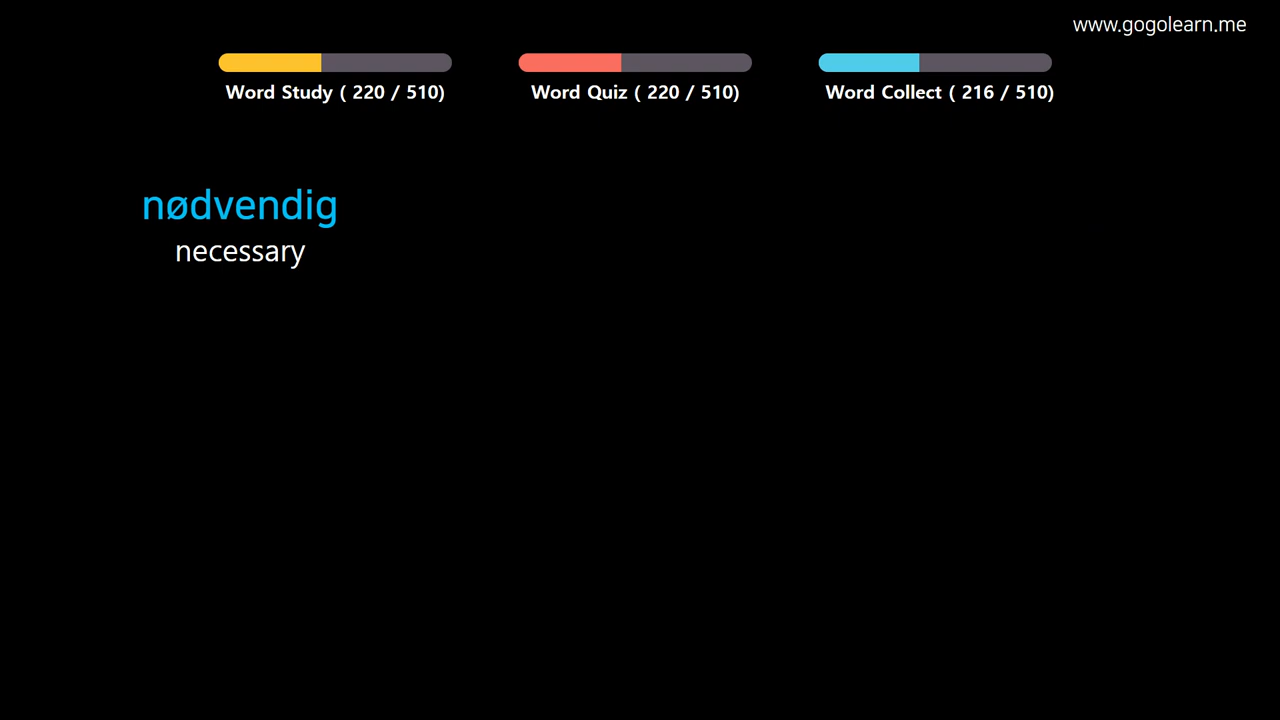 www.gogolearn.me
Word Study ( 220 / 510)
Word Quiz ( 220 / 510)
Word Collect ( 216 / 510)
nødvendig
necessary